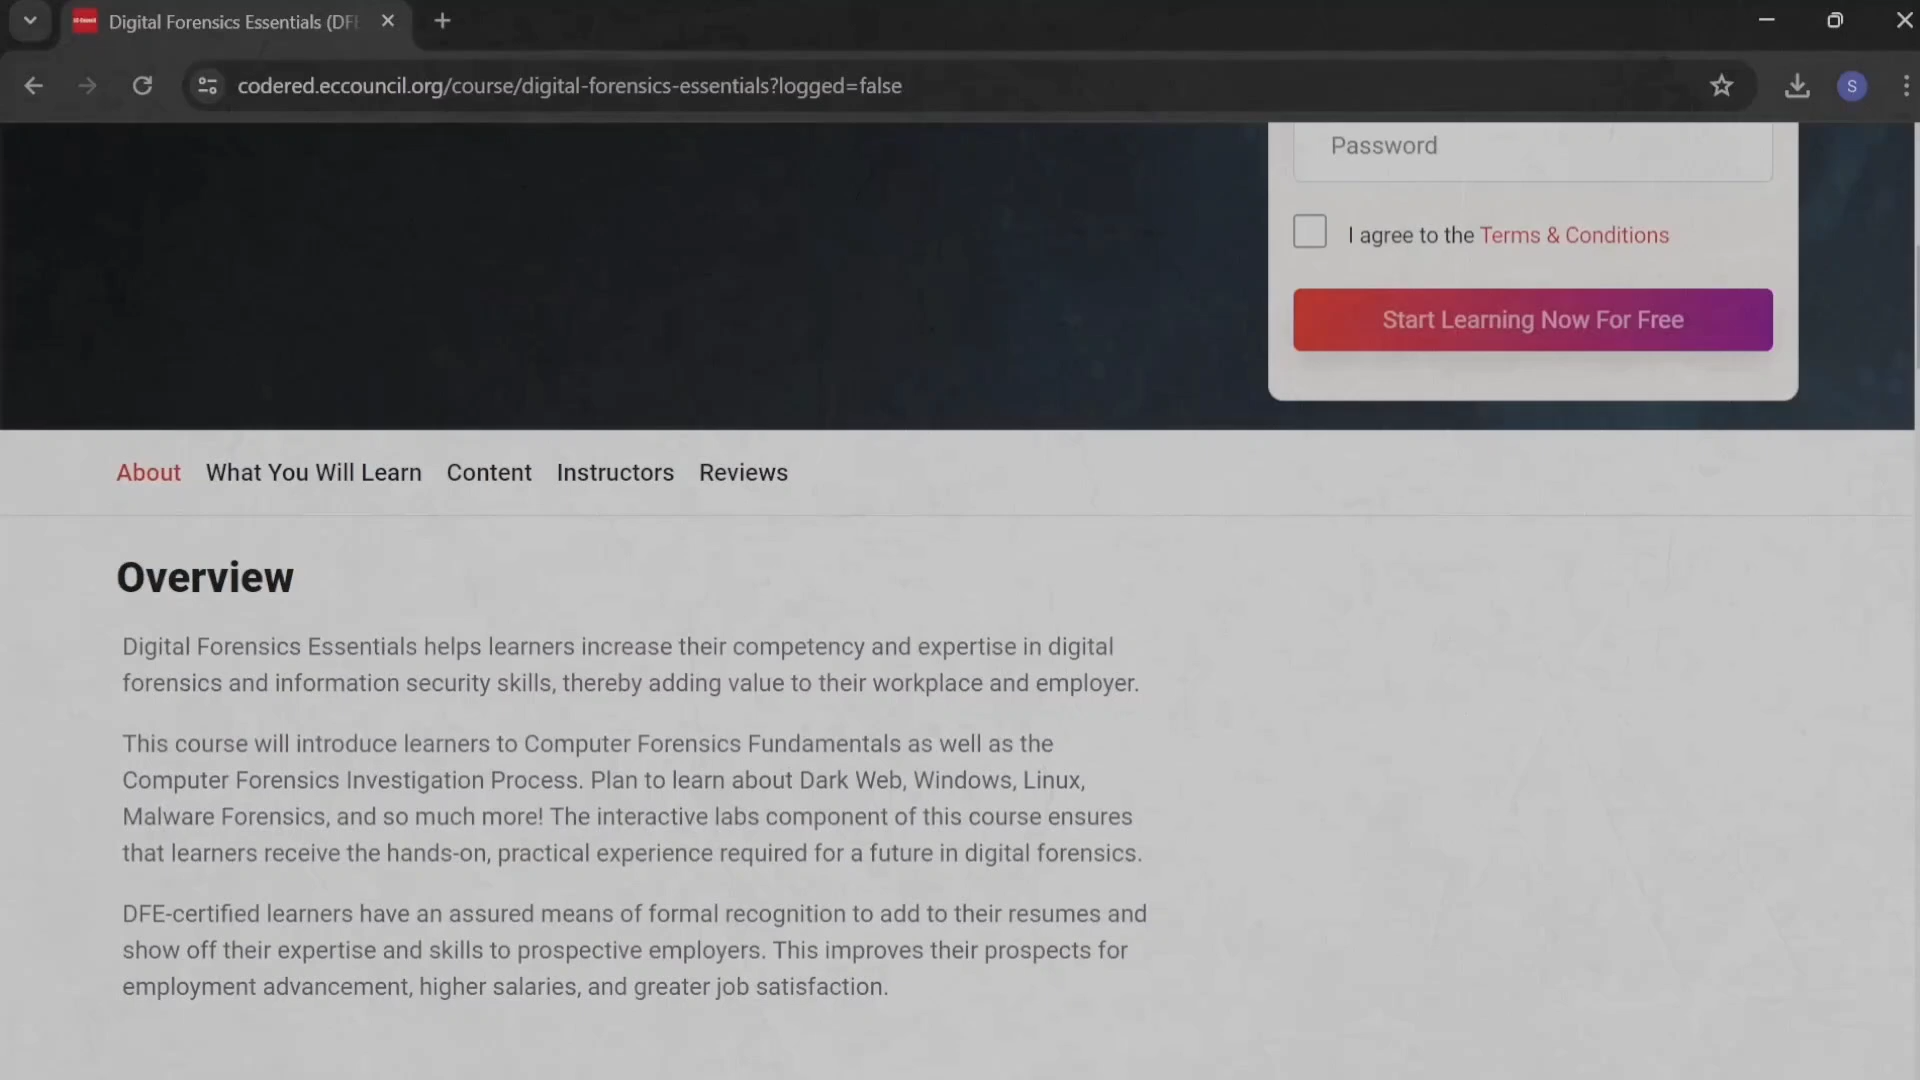 Digital Forensics Essentials (DFE
codered.eccouncil.org/course/digital-forensics-essentials?logged=false
S
Password
I agree to the Terms & Conditions
Start Learning Now For Free
About What You Will Learn Content Instructors Reviews
Overview
Digital Forensics Essentials helps learners increase their competency and expertise in digital
forensics and information security skills, thereby adding value to their workplace and employer.
This course will introduce learners to Computer Forensics Fundamentals as well as the
Computer Forensics Investigation Process. Plan to learn about Dark Web, Windows, Linux,
Malware Forensics, and so much more! The interactive labs component of this course ensures
that learners receive the hands-on, practical experience required for a future in digital forensics.
DFE-certified learners have an assured means of formal recognition to add to their resumes and
show off their expertise and skills to prospective employers. This improves their prospects for
employment advancement, higher salaries, and greater job satisfaction.